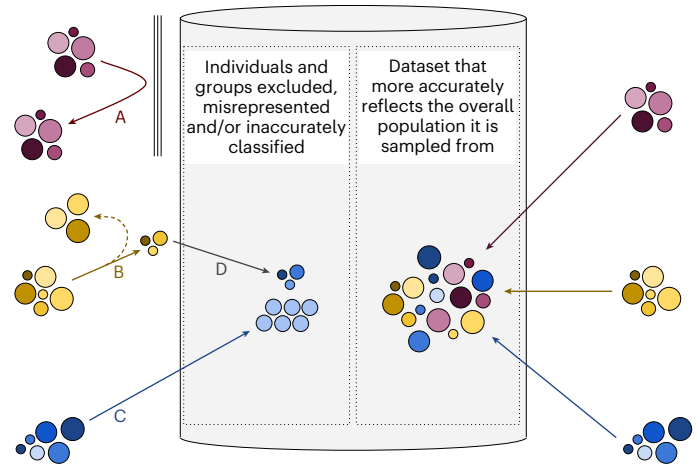 Individuals and
groups excluded,
misrepresented
and/or inaccurately
classified
Dataset that
more accurately
reflects the overall
population it is
sampled from
A
B
D
C